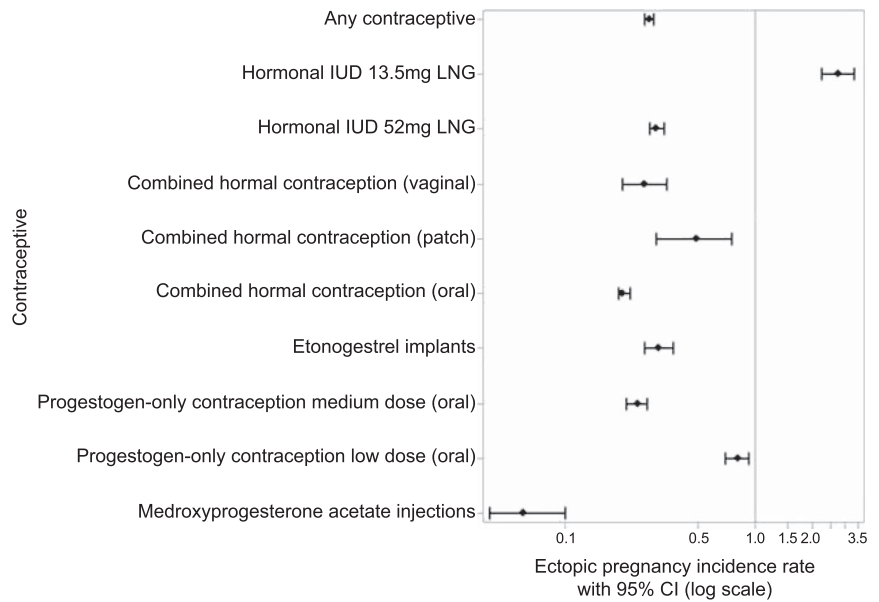 Any contraceptive
Hormonal IUD 13.5mg LNG
Hormonal IUD 52mg LNG
Combined hormal contraception (vaginal)
Combined hormal contraception (patch)
Combined hormal contraception (oral)
Etonogestrel implants
Progestogen-only contraception medium dose (oral)
Progestogen-only contraception low dose (oral)
Medroxyprogesterone acetate injections
Contraceptive
0.1 0.5 1.0 1.5 2.0 3.5
Ectopic pregnancy incidence rate
with 95% CI (log scale)